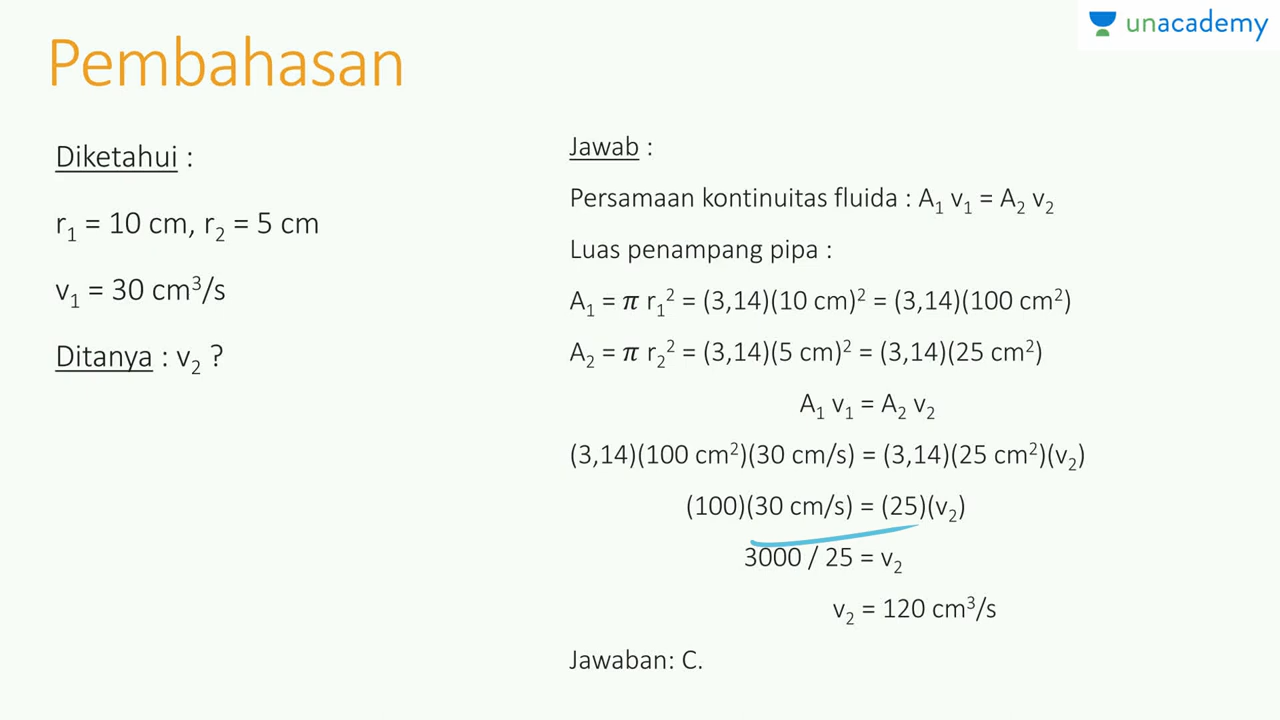 unacademy
Pembahasan
Diketahui :
r₁ = 10 cm, r₂ = 5 cm
v₁ = 30 cm³/s
Ditanya : v₂ ?
Jawab :
Persamaan kontinuitas fluida : A₁ v₁ = A₂ v₂
Luas penampang pipa :
A₁ = 𝜋 r₁² = (3,14)(10 cm)² = (3,14)(100 cm²)
A₂ = 𝜋 r₂² = (3,14)(5 cm)² = (3,14)(25 cm²)
A₁ v₁ = A₂ v₂
(3,14)(100 cm²)(30 cm/s) = (3,14)(25 cm²)(v₂)
(100)(30 cm/s) = (25)(v₂)
3000 / 25 = v₂
v₂ = 120 cm³/s
Jawaban: C.